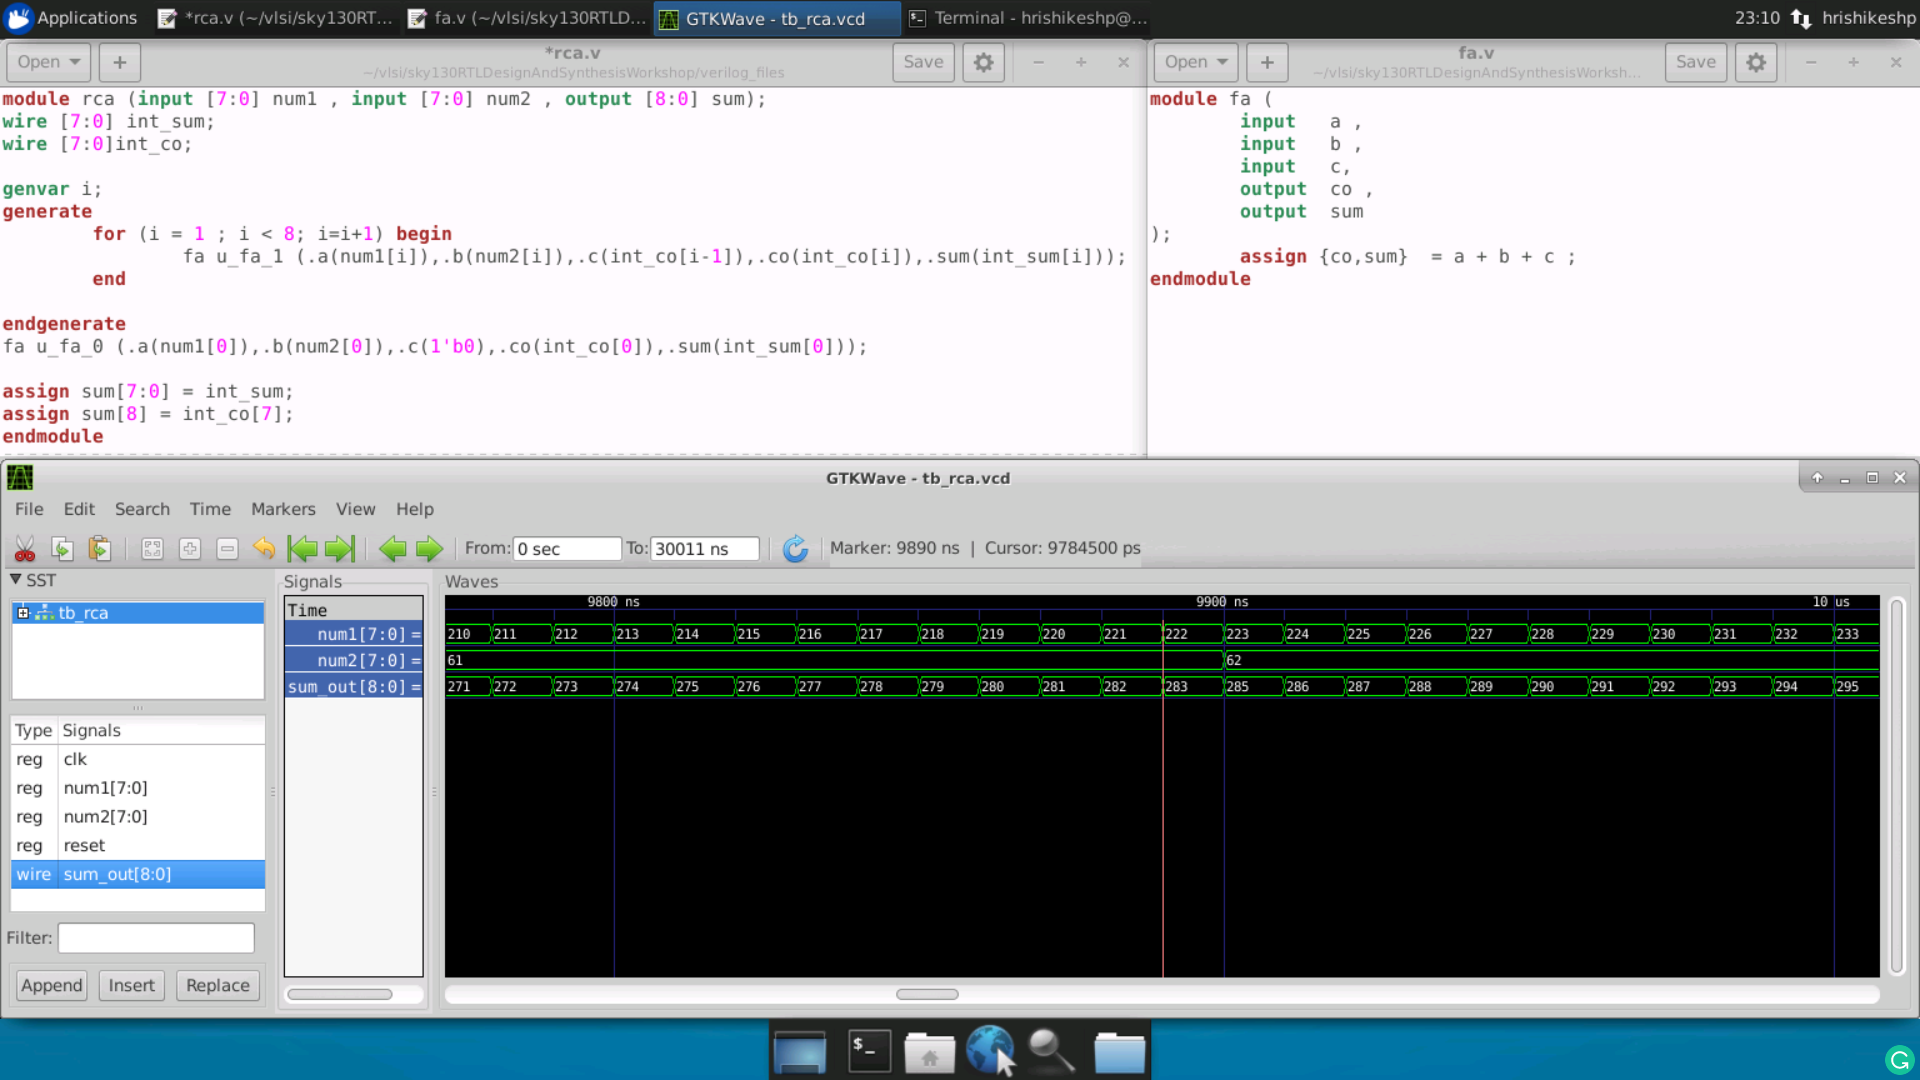 Applications *rca.v (~/vlsi/sky130RT... fa.v (~/vlsi/sky130RTLD... GTKWave - tb_rca.vcd Terminal - hrishikeshp@... 23:10 hrishikeshp
Open *rca.v Save
~/vlsi/sky130RTLDesignAndSynthesisWorkshop/verilog_files
module rca (input [7:0] num1 , input [7:0] num2 , output [8:0] sum);
wire [7:0] int_sum;
wire [7:0]int_co;
genvar i;
generate
for (i = 1 ; i < 8; i=i+1) begin
fa u_fa_1 (.a(num1[i]),.b(num2[i]),.c(int_co[i-1]),.co(int_co[i]),.sum(int_sum[i]));
end
endgenerate
fa u_fa_0 (.a(num1[0]),.b(num2[0]),.c(1'b0),.co(int_co[0]),.sum(int_sum[0]));
assign sum[7:0] = int_sum;
assign sum[8] = int_co[7];
endmodule
Open fa.v Save
~/vlsi/sky130RTLDesignAndSynthesisWorksh...
module fa (
input a ,
input b ,
input c,
output co ,
output sum
);
assign {co,sum} = a + b + c ;
endmodule
GTKWave - tb_rca.vcd
File Edit Search Time Markers View Help
From: 0 sec To: 30011 ns Marker: 9890 ns | Cursor: 9784500 ps
SST
tb_rca
Type Signals
reg clk
reg num1[7:0]
reg num2[7:0]
reg reset
wire sum_out[8:0]
Filter:
Append Insert Replace
Signals
Time
num1[7:0] =
num2[7:0] =
sum_out[8:0] =
Waves
9800 ns 9900 ns 10 us
210 211 212 213 214 215 216 217 218 219 220 221 222 223 224 225 226 227 228 229 230 231 232 233
61 62
271 272 273 274 275 276 277 278 279 280 281 282 283 285 286 287 288 289 290 291 292 293 294 295
$_